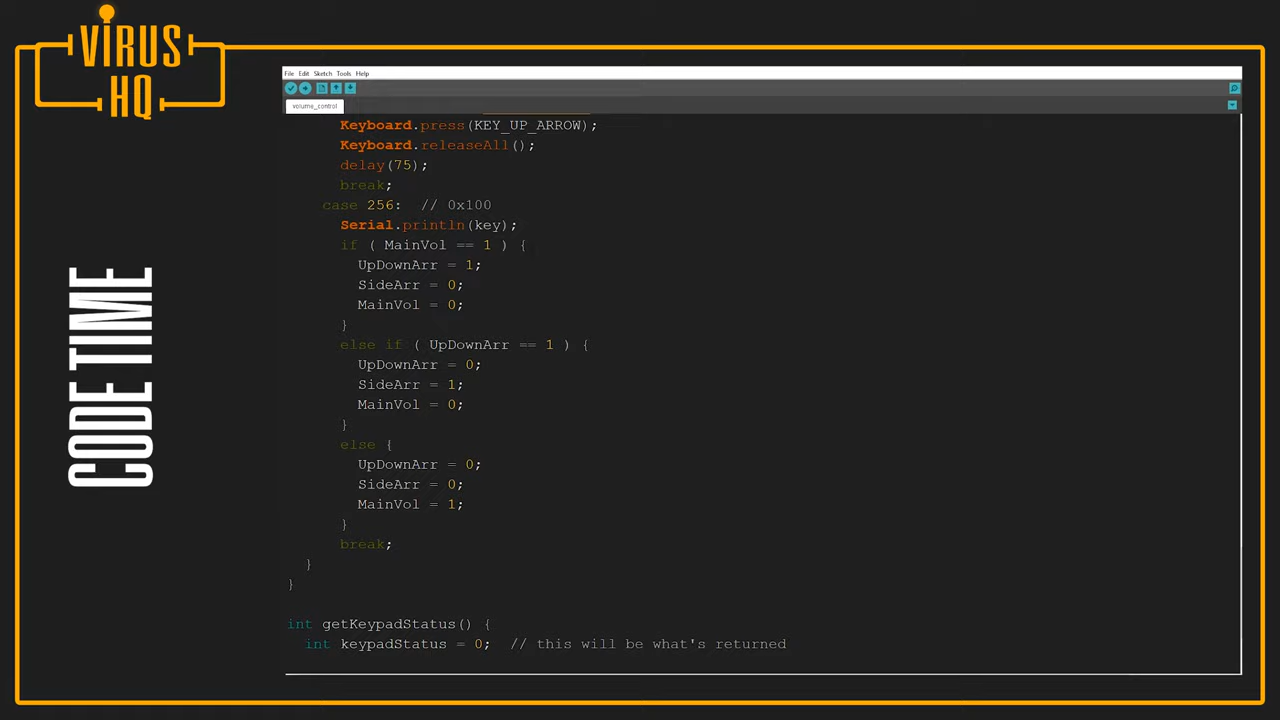 VİRUS
HQ
CODE TIME
File Edit Sketch Tools Help
volume_control
Keyboard.press(KEY_UP_ARROW);
Keyboard.releaseAll();
delay(75);
break;
case 256:  // 0x100
Serial.println(key);
if ( MainVol == 1 ) {
UpDownArr = 1;
SideArr = 0;
MainVol = 0;
}
else if ( UpDownArr == 1 ) {
UpDownArr = 0;
SideArr = 1;
MainVol = 0;
}
else {
UpDownArr = 0;
SideArr = 0;
MainVol = 1;
}
break;
}
}
int getKeypadStatus() {
int keypadStatus = 0;  // this will be what's returned